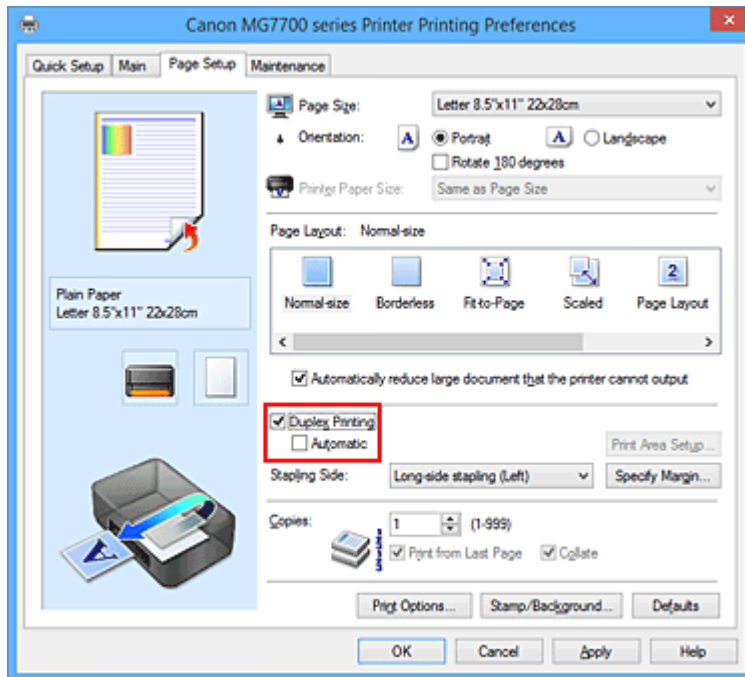 Canon MG7700 series Printer Printing Preferences
Quick Setup Main Page Setup Maintenance
Page Size: Letter 8.5"x11" 22x28cm
Orientation: A Portrait A Landscape
Rotate 180 degrees
Printer Paper Size: Same as Page Size
Page Layout: Normal-size
2
Normal-size Borderless Fit-to-Page Scaled Page Layout
Plain Paper
Letter 8.5"x11" 22x28cm
Automatically reduce large document that the printer cannot output
Duplex Printing
Automatic
Print Area Setup...
Stapling Side: Long-side stapling (Left) Specify Margin...
Copies: 1 (1-999)
Print from Last Page Collate
A
Print Options... Stamp/Background... Defaults
OK Cancel Apply Help